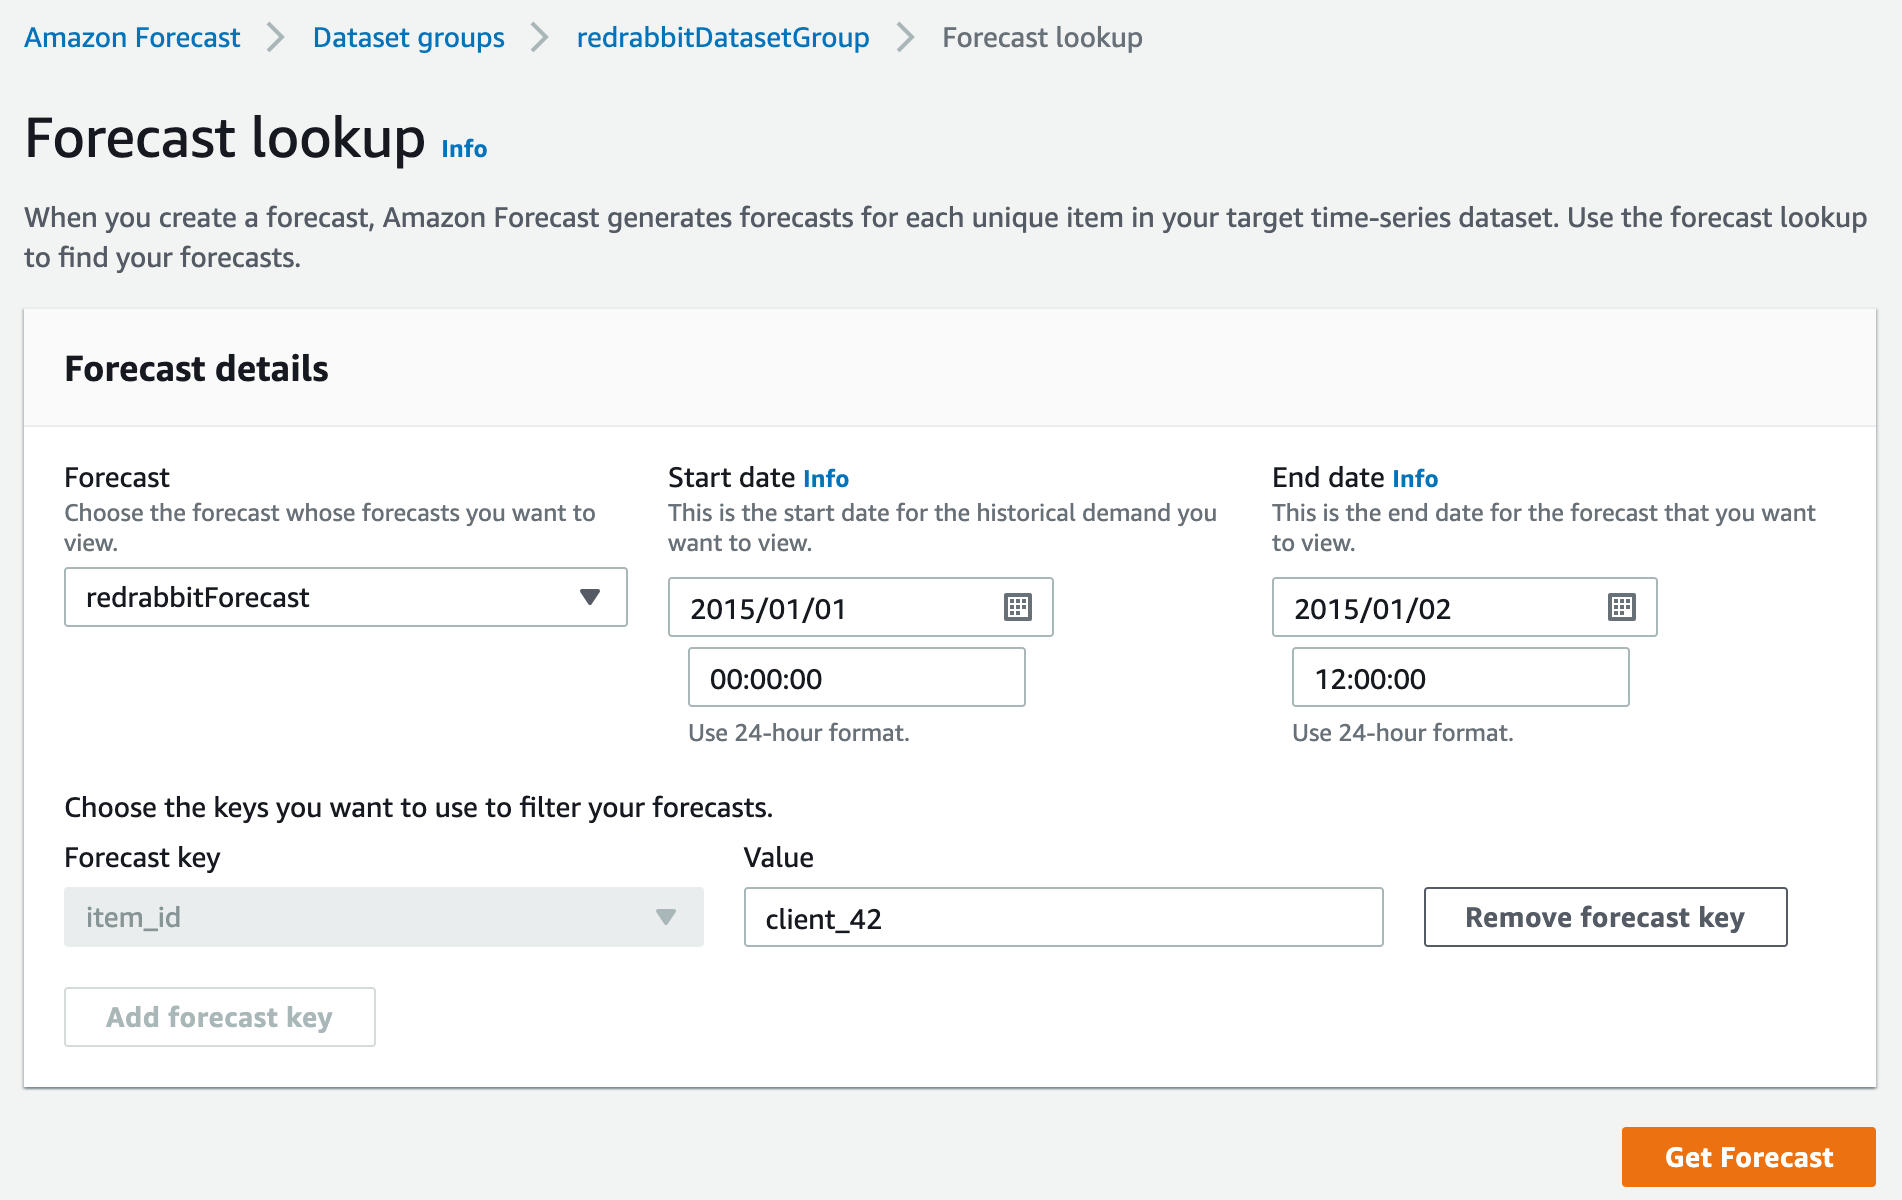 Amazon Forecast > Dataset groups > redrabbitDatasetGroup > Forecast lookup
Forecast lookup Info
When you create a forecast, Amazon Forecast generates forecasts for each unique item in your target time-series dataset. Use the forecast lookup
to find your forecasts.
Forecast details
Forecast
Choose the forecast whose forecasts you want to
view.
redrabbitForecast
Start date Info
This is the start date for the historical demand you
want to view.
2015/01/01
00:00:00
Use 24-hour format.
End date Info
This is the end date for the forecast that you want
to view.
2015/01/02
12:00:00
Use 24-hour format.
Choose the keys you want to use to filter your forecasts.
Forecast key
item_id
Value
client_42
Remove forecast key
Add forecast key
Get Forecast